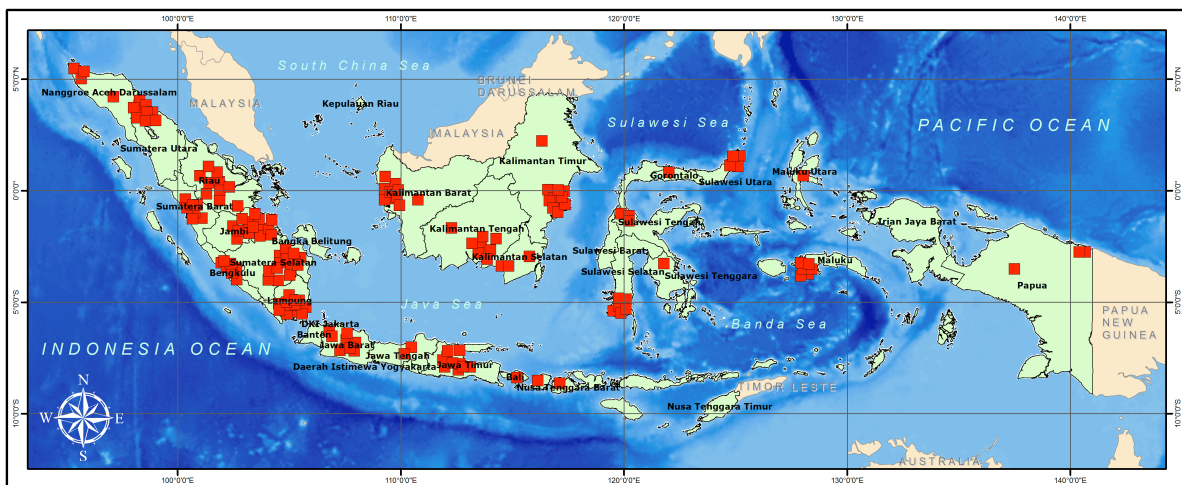 100°0'0"E
110°0'0"E
120°0'0"E
130°0'0"E
140°0'0"E
5°0'0"N
5°0'0"N
South China Sea
BRUNEI
DARUSSALAM
Nanggroe Aceh Darussalam
MALAYSIA
Kepulauan Riau
Sulawesi Sea
PACIFIC OCEAN
MALAYSIA
Sumatera Utara
Kalimantan Timur
Riau
Gorontalo
Sulawesi Utara
Maluku Utara
0°0'0"
0°0'0"
Kalimantan Barat
Sumatera Barat
Jambi
Kalimantan Tengah
Sulawesi Tengah
Irian Jaya Barat
Bangka Belitung
Sulawesi Barat
Kalimantan Selatan
Sumatera Selatan
Bengkulu
Sulawesi Selatan
Sulawesi Tenggara
Maluku
Papua
5°0'0"S
5°0'0"S
Lampung
Java Sea
PAPUA
NEW
GUINEA
DKI Jakarta
Banten
Banda Sea
INDONESIA OCEAN
Jawa Barat
Jawa Tengah
Daerah Istimewa Yogyakarta
Jawa Timur
Bali
Nusa Tenggara Barat
TIMOR LESTE
Nusa Tenggara Timur
N
W
E
S
10°0'0"S
10°0'0"S
AUSTRALIA
100°0'0"E
110°0'0"E
120°0'0"E
130°0'0"E
140°0'0"E